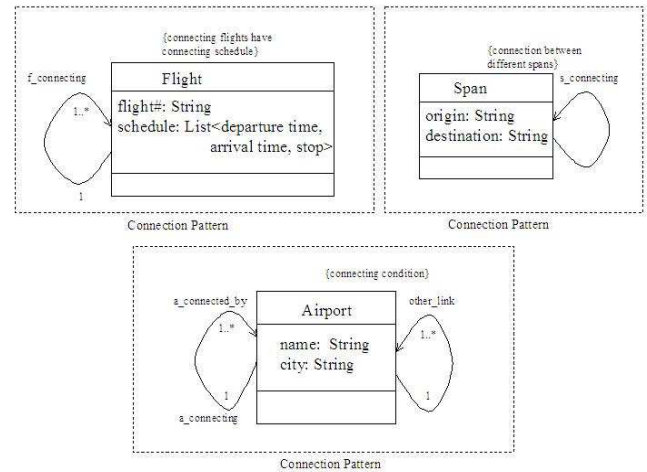 {connecting flights have
connecting schedule}
f_connecting
Flight
1..*
flight#: String
schedule: List<departure time,
arrival time, stop>
1
Connection Pattern
{connection between
different spans}
s_connecting
Span
origin: String
destination: String
Connection Pattern
{connecting condition}
a_connected_by
other_link
Airport
1..*
1..*
name: String
city: String
1
1
a_connecting
Connection Pattern